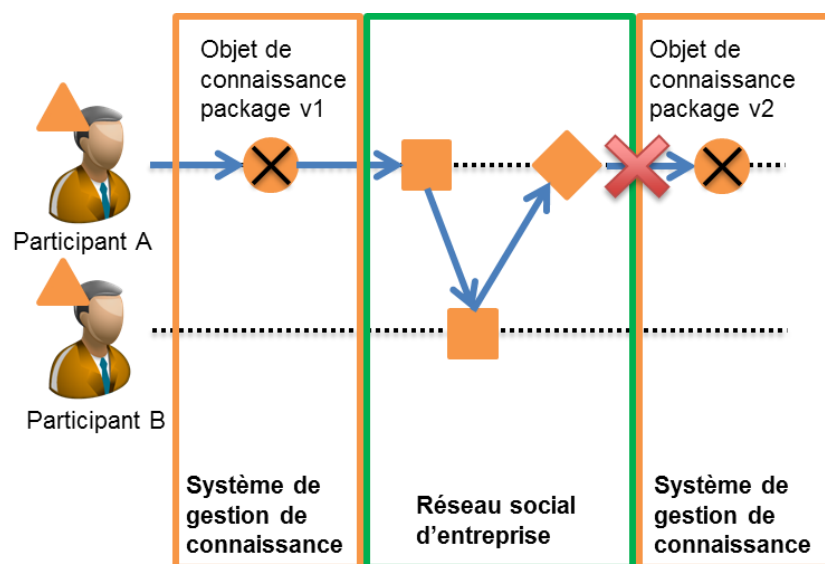 Objet de
connaissance
package v1
Objet de
connaissance
package v2
Participant A
Participant B
Système de
gestion de
connaissance
Réseau social
d'entreprise
Système de
gestion de
connaissance